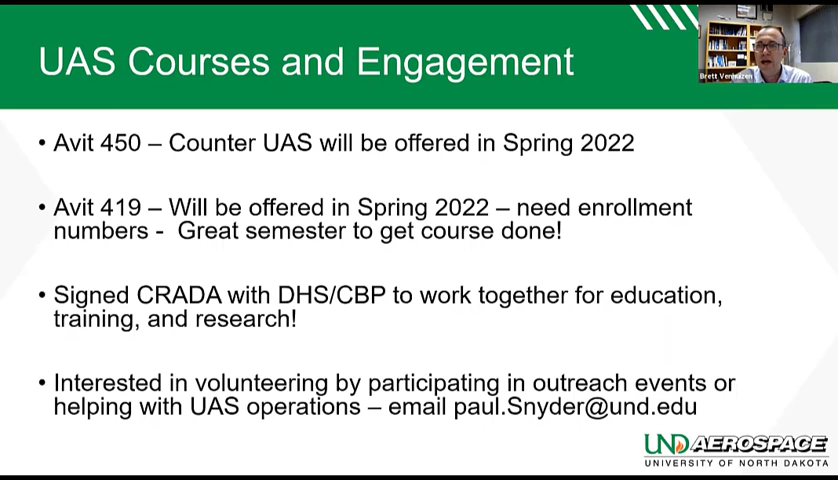 UAS Courses and Engagement
Brett Venhuizen
• Avit 450 – Counter UAS will be offered in Spring 2022
• Avit 419 – Will be offered in Spring 2022 – need enrollment
numbers - Great semester to get course done!
• Signed CRADA with DHS/CBP to work together for education,
training, and research!
• Interested in volunteering by participating in outreach events or
helping with UAS operations – email paul.Snyder@und.edu
UND AEROSPACE
UNIVERSITY OF NORTH DAKOTA